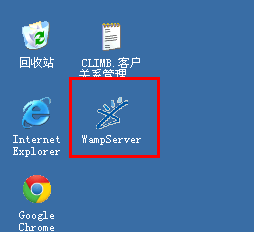 回收站
CLIMB.客户
关系管理
Internet
Explorer
WampServer
Google
Chrome